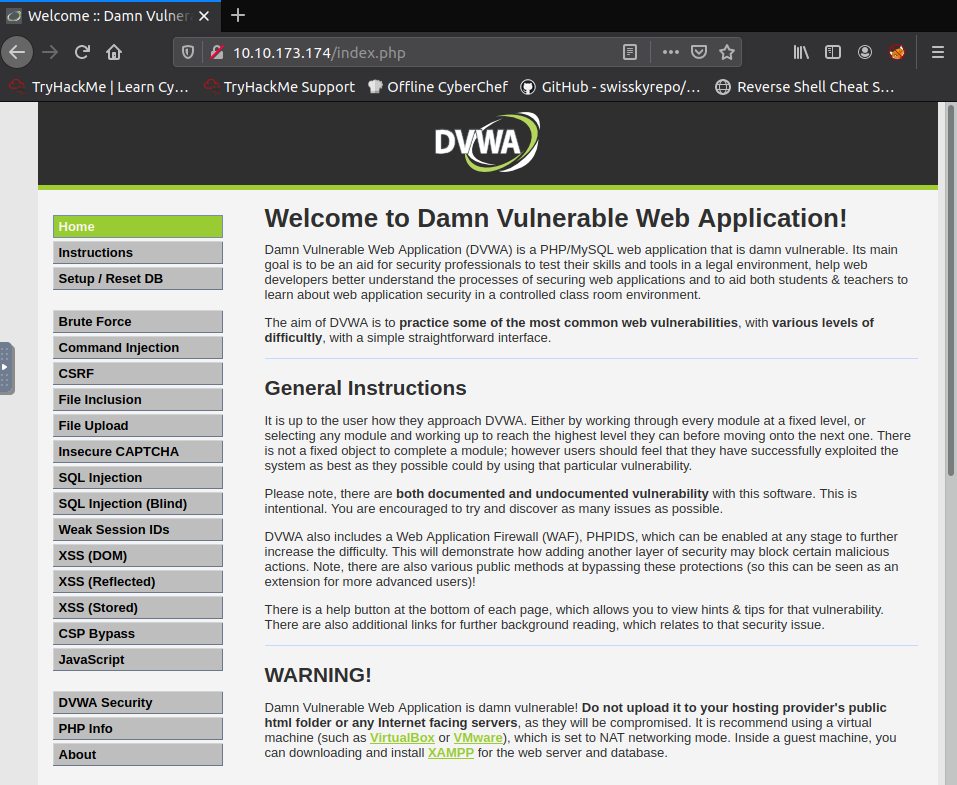 Welcome :: Damn Vulner
10.10.173.174/index.php
TryHackMe | Learn Cy… TryHackMe Support Offline CyberChef GitHub - swisskyrepo/… Reverse Shell Cheat S…
DVWA
Home
Instructions
Setup / Reset DB
Brute Force
Command Injection
CSRF
File Inclusion
File Upload
Insecure CAPTCHA
SQL Injection
SQL Injection (Blind)
Weak Session IDs
XSS (DOM)
XSS (Reflected)
XSS (Stored)
CSP Bypass
JavaScript
DVWA Security
PHP Info
About
Welcome to Damn Vulnerable Web Application!
Damn Vulnerable Web Application (DVWA) is a PHP/MySQL web application that is damn vulnerable. Its main
goal is to be an aid for security professionals to test their skills and tools in a legal environment, help web
developers better understand the processes of securing web applications and to aid both students & teachers to
learn about web application security in a controlled class room environment.
The aim of DVWA is to practice some of the most common web vulnerabilities, with various levels of
difficultly, with a simple straightforward interface.
General Instructions
It is up to the user how they approach DVWA. Either by working through every module at a fixed level, or
selecting any module and working up to reach the highest level they can before moving onto the next one. There
is not a fixed object to complete a module; however users should feel that they have successfully exploited the
system as best as they possible could by using that particular vulnerability.
Please note, there are both documented and undocumented vulnerability with this software. This is
intentional. You are encouraged to try and discover as many issues as possible.
DVWA also includes a Web Application Firewall (WAF), PHPIDS, which can be enabled at any stage to further
increase the difficulty. This will demonstrate how adding another layer of security may block certain malicious
actions. Note, there are also various public methods at bypassing these protections (so this can be seen as an
extension for more advanced users)!
There is a help button at the bottom of each page, which allows you to view hints & tips for that vulnerability.
There are also additional links for further background reading, which relates to that security issue.
WARNING!
Damn Vulnerable Web Application is damn vulnerable! Do not upload it to your hosting provider's public
html folder or any Internet facing servers, as they will be compromised. It is recommend using a virtual
machine (such as VirtualBox or VMware), which is set to NAT networking mode. Inside a guest machine, you
can downloading and install XAMPP for the web server and database.